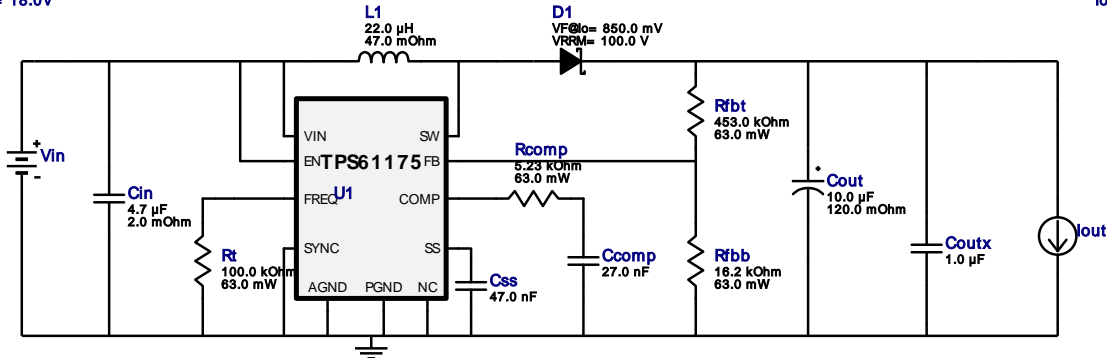 = 18.0V
Io
L1
22.0 µH
47.0 mOhm
D1
VF@Io= 850.0 mV
VRRM= 100.0 V
Vin
Cin
4.7 µF
2.0 mOhm
Rt
100.0 kOhm
63.0 mW
VIN
SW
EN
TPS61175
FB
U1
FREQ
COMP
SYNC
SS
AGND
PGND
NC
Rcomp
5.23 kOhm
63.0 mW
Css
47.0 nF
Ccomp
27.0 nF
Rfbt
453.0 kOhm
63.0 mW
Rfbb
16.2 kOhm
63.0 mW
Cout
10.0 µF
120.0 mOhm
Coutx
1.0 µF
Iout